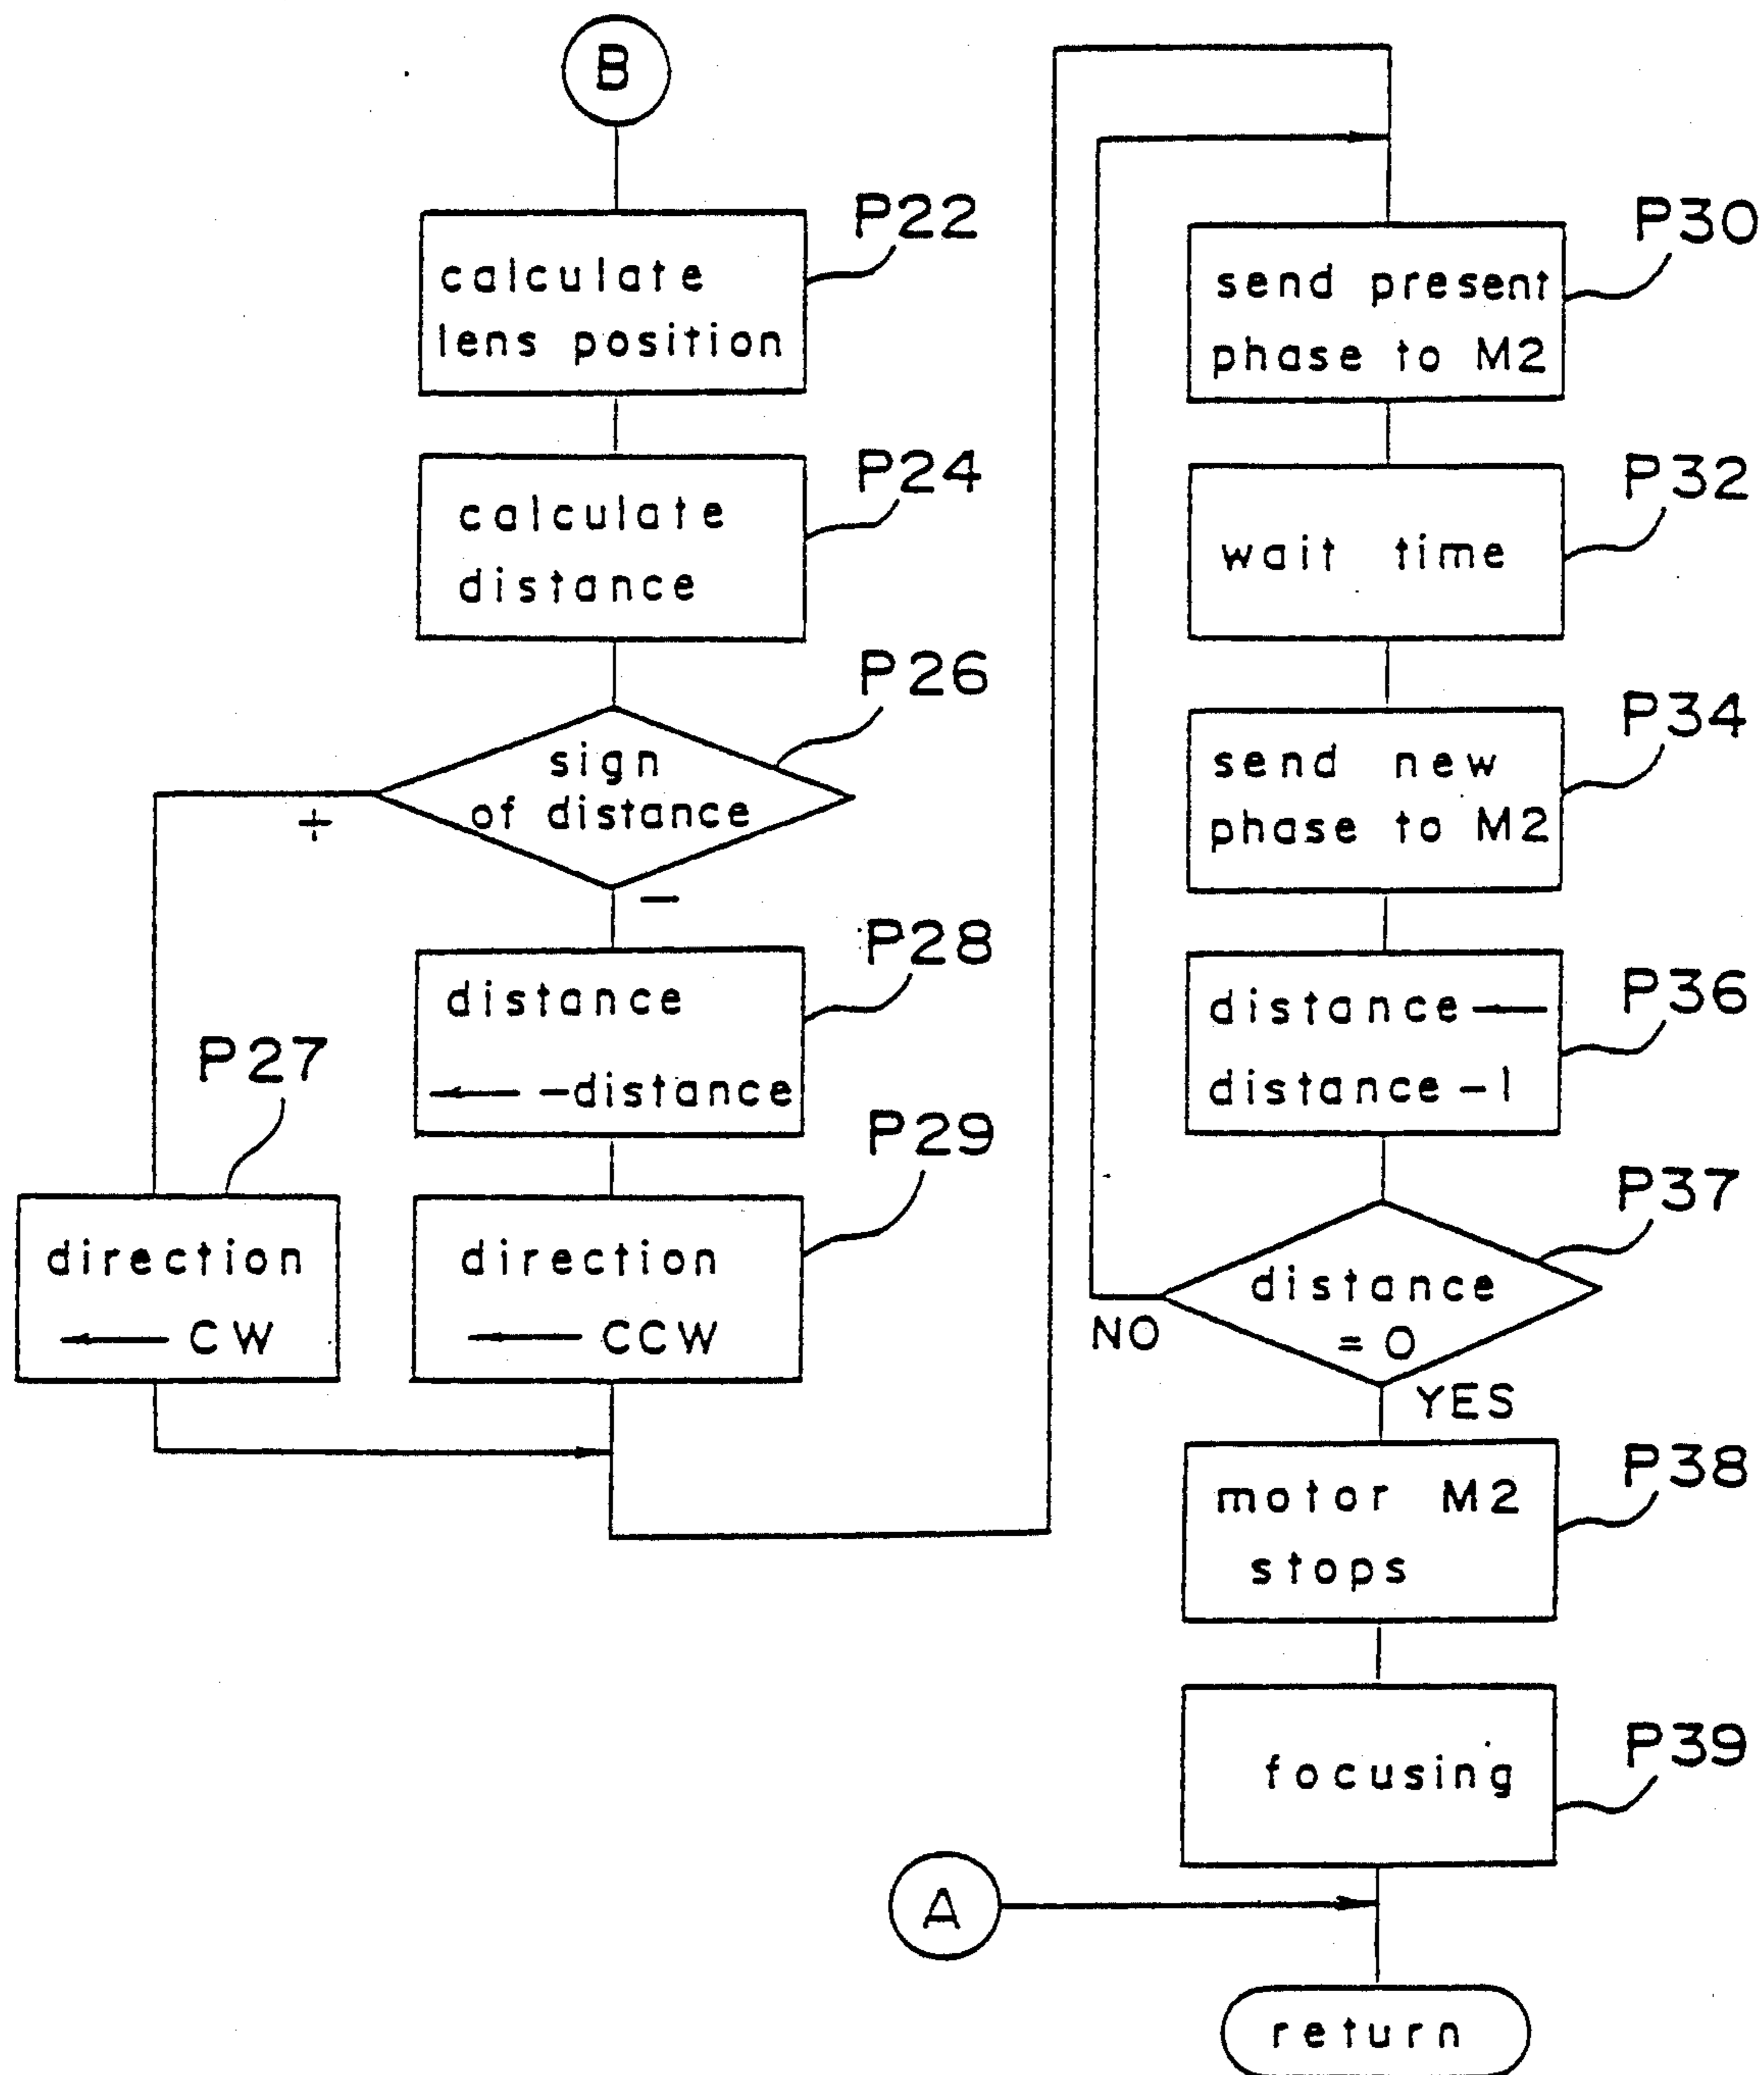 B
P22
calculate
lens position
P24
calculate
distance
P26
sign
of distance
+
-
P28
distance
← -distance
P27
direction
← CW
P29
direction
← CCW
P30
send present
phase to M2
P32
wait time
P34
send new
phase to M2
P36
distance ←
distance -1
P37
distance
= 0
NO
YES
P38
motor M2
stops
P39
focusing
A
return